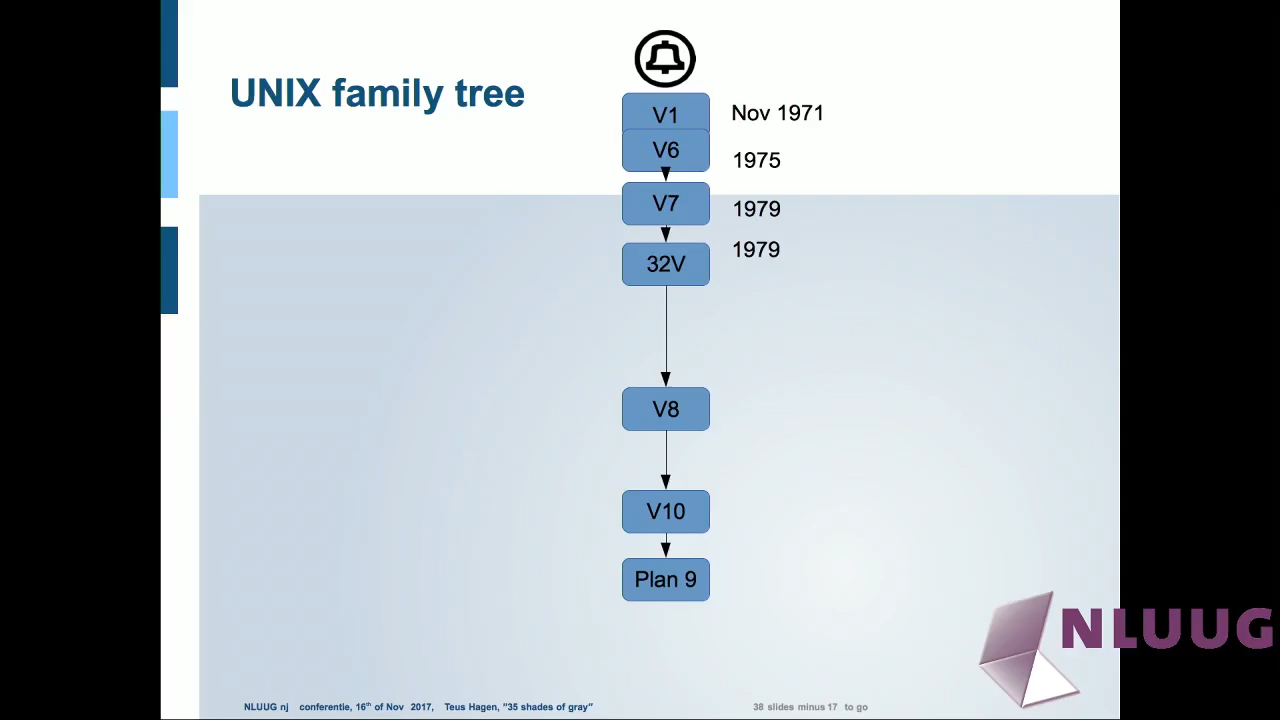 UNIX family tree
V1
Nov 1971
V6
1975
V7
1979
32V
1979
V8
V10
Plan 9
NLUUG
NLUUG nj conferentie, 16th of Nov 2017, Teus Hagen, "35 shades of gray"
38 slides minus 17 to go